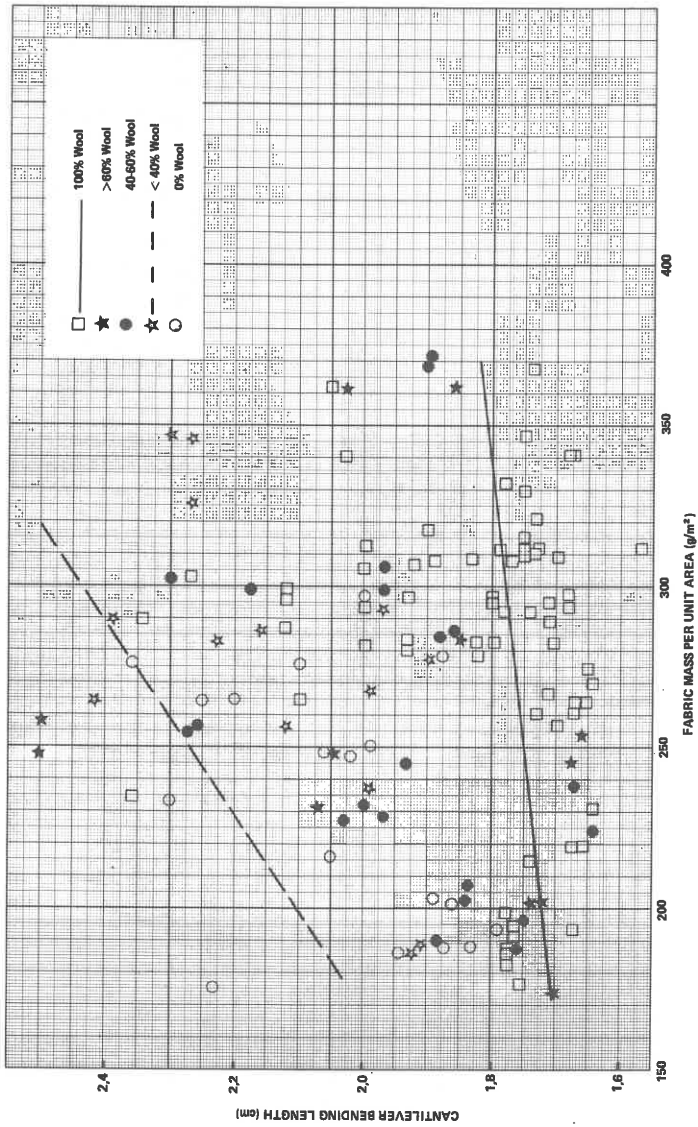 100% Wool
>60% Wool
40-60% Wool
< 40% Wool
0% Wool
CANTILEVER BENDING LENGTH (cm)
2,4
2,2
2,0
1,8
1,6
150
200
250
300
350
400
FABRIC MASS PER UNIT AREA (g/m²)